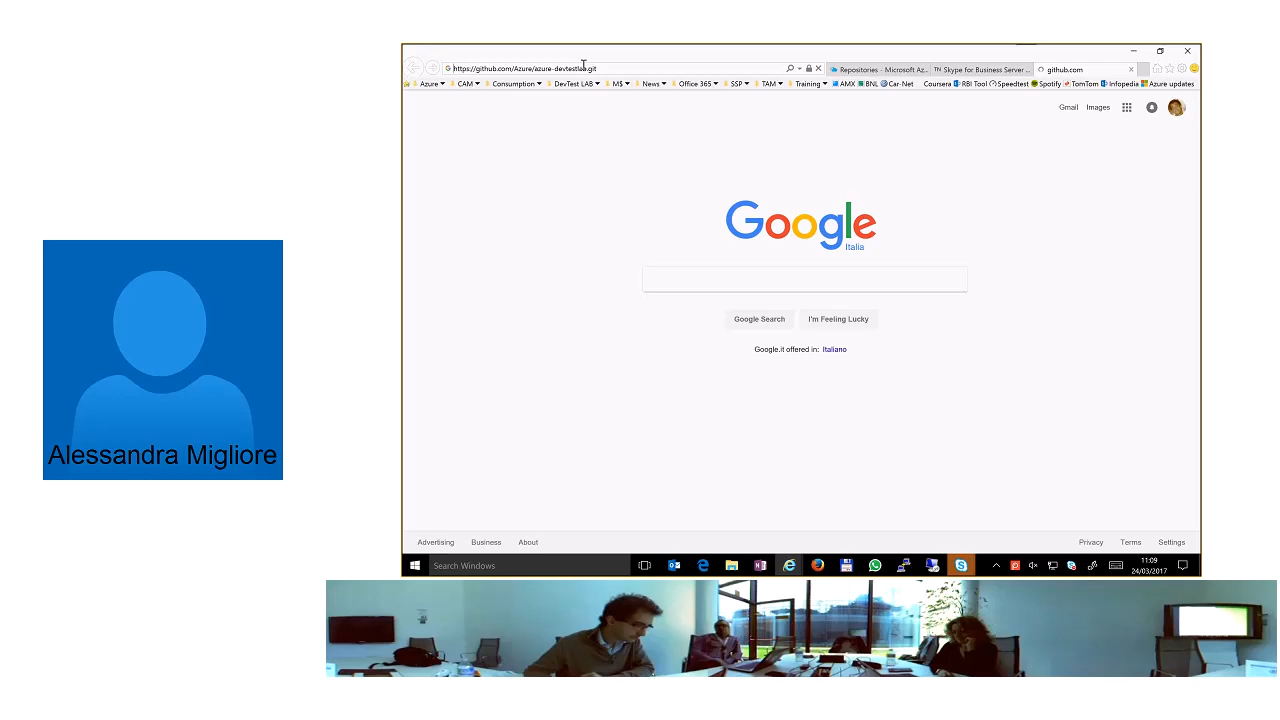 https://github.com/Azure/azure-devtestlab.git
Repositories - Microsoft Az...
Skype for Business Server ...
github.com
Azure CAM Consumption DevTest LAB M$ News Office 365 SSP TAM Training AMX BNL Car-Net Coursera RBI Tool Speedtest Spotify TomTom Infopedia Azure updates
Gmail Images
Google
Italia
Google Search I'm Feeling Lucky
Google.it offered in: Italiano
Alessandra Migliore
Advertising Business About Privacy Terms Settings
Search Windows
11:09
24/03/2017